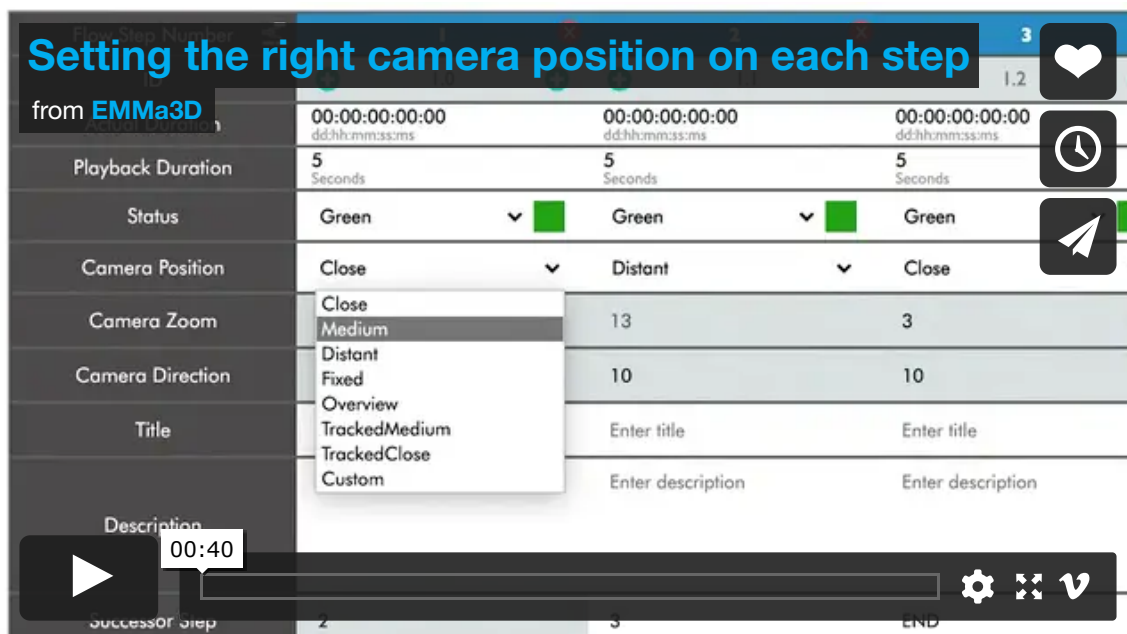 Flow Step Number 1 2 3
Setting the right camera position on each step
ID 1.0 1.1 1.2
from EMMa3D
Actual Duration 00:00:00:00:00 00:00:00:00:00 00:00:00:00:00
dd:hh:mm:ss:ms dd:hh:mm:ss:ms dd:hh:mm:ss:ms
Playback Duration 5 5 5
Seconds Seconds Seconds
Status Green Green Green
Camera Position Close Distant Close
Close
Camera Zoom 13 3
Medium
Distant
Camera Direction 10 10
Fixed
Overview
Title Enter title Enter title
TrackedMedium
TrackedClose
Custom
Enter description Enter description
Description
00:40
Successor Step 2 3 END